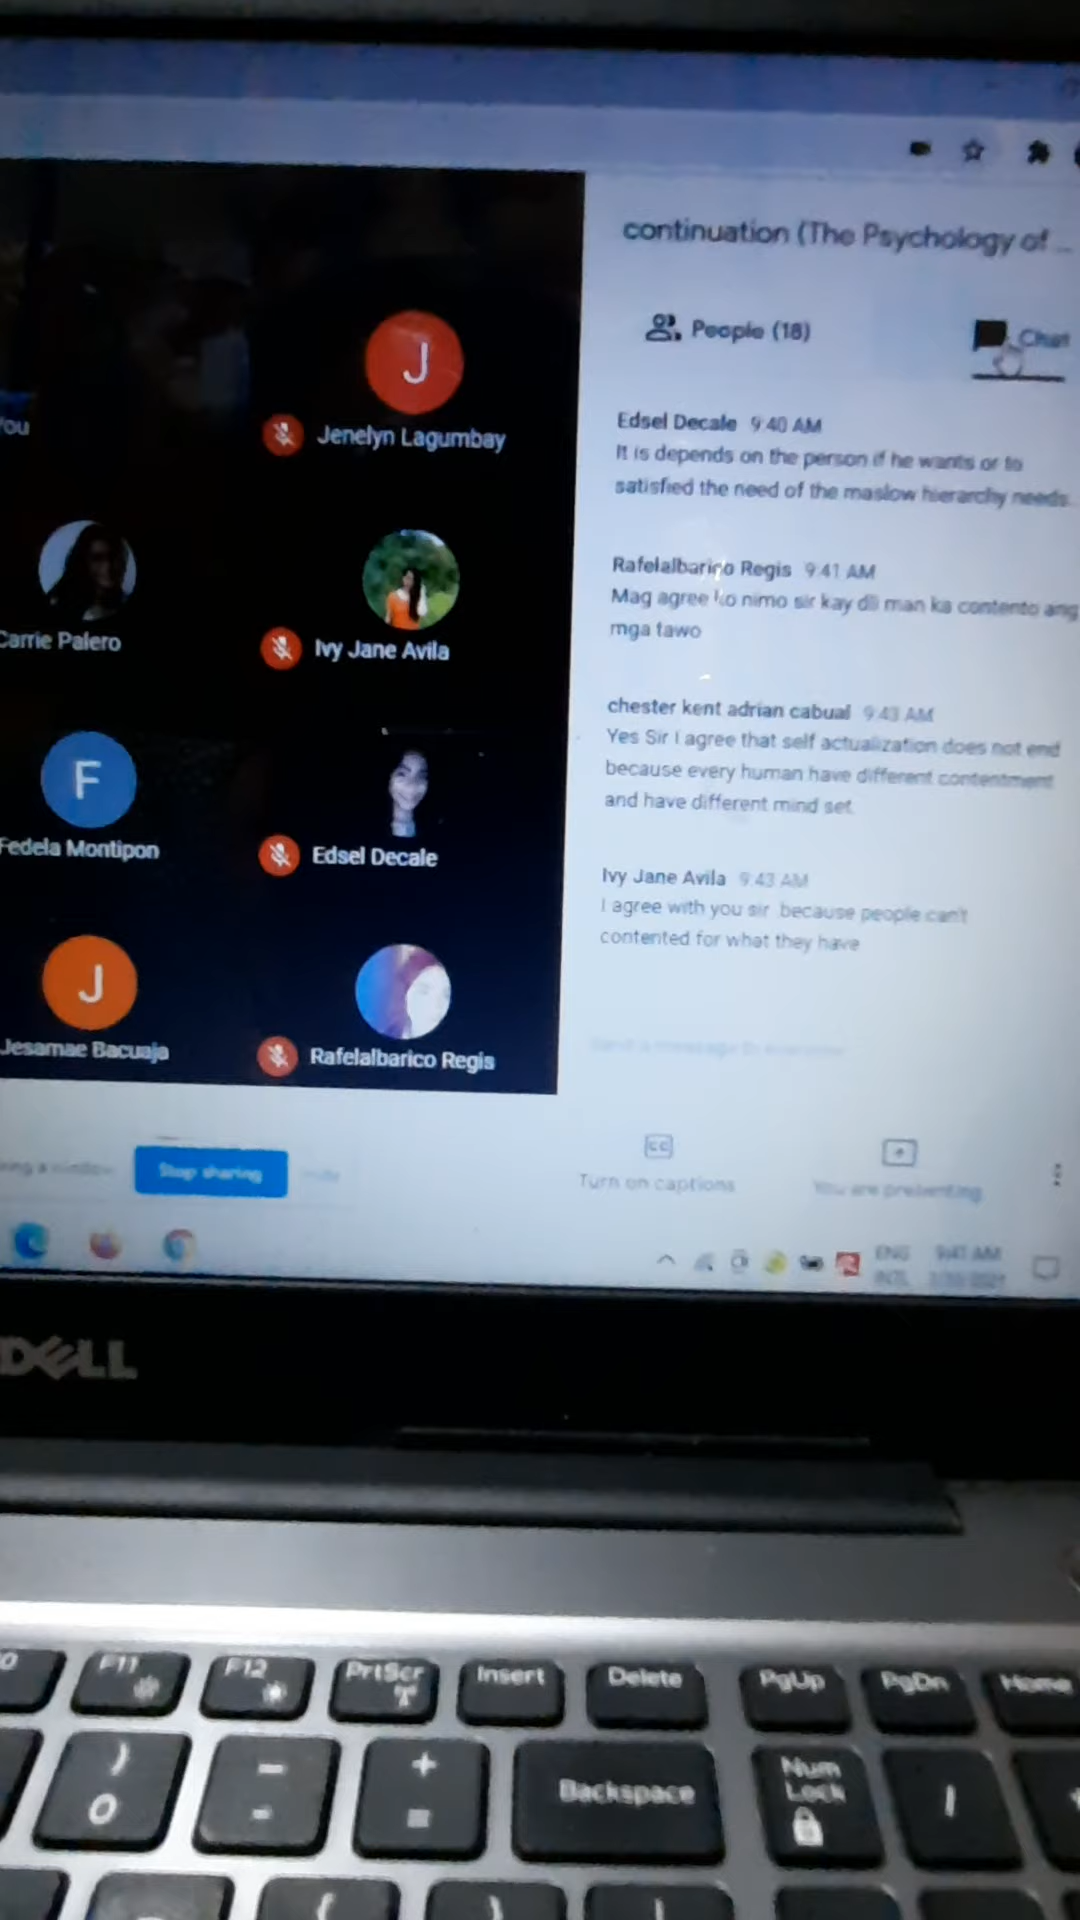 continuation (The Psychology of ...
People (18)
Chat
Edsel Decale 9:40 AM
It is depends on the person if he wants or to
satisfied the need of the maslow hierarchy needs
Rafelalbarico Regis 9:41 AM
Mag agree ko nimo sir kay dli man ka contento ang
mga tawo
chester kent adrian cabual 9:43 AM
Yes Sir I agree that self actualization does not end
because every human have different contentment
and have different mind set.
Ivy Jane Avila 9:43 AM
I agree with you sir because people can't
contented for what they have
You
J
Jenelyn Lagumbay
Carrie Palero
Ivy Jane Avila
F
Fedela Montipon
Edsel Decale
J
Jesamae Bacuaja
Rafelalbarico Regis
Stop sharing
Turn on captions
You are presenting
ENG
INTL
DELL
F11
F12
PrtScr
Insert
Delete
PgUp
PgDn
Home
)
0
-
+
=
Backspace
Num
Lock
/